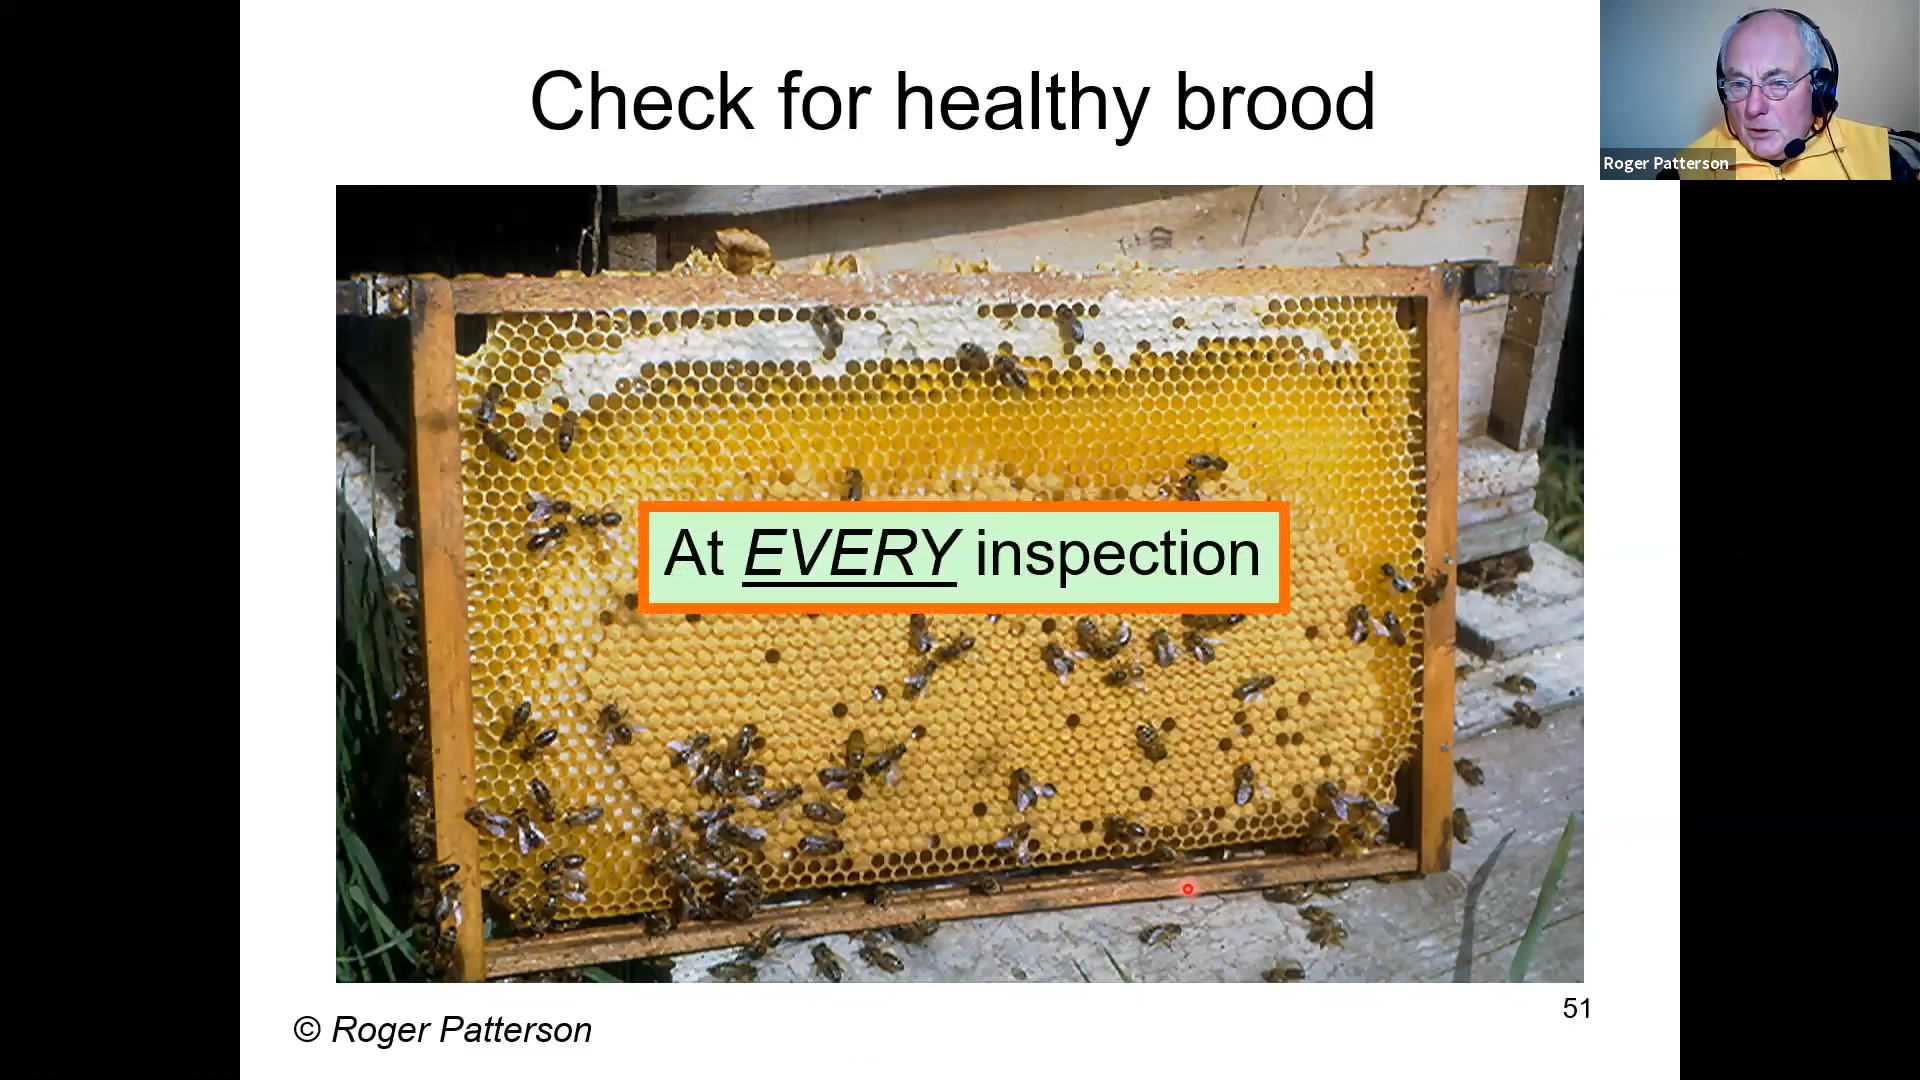 Check for healthy brood
Roger Patterson
At EVERY inspection
51
© Roger Patterson